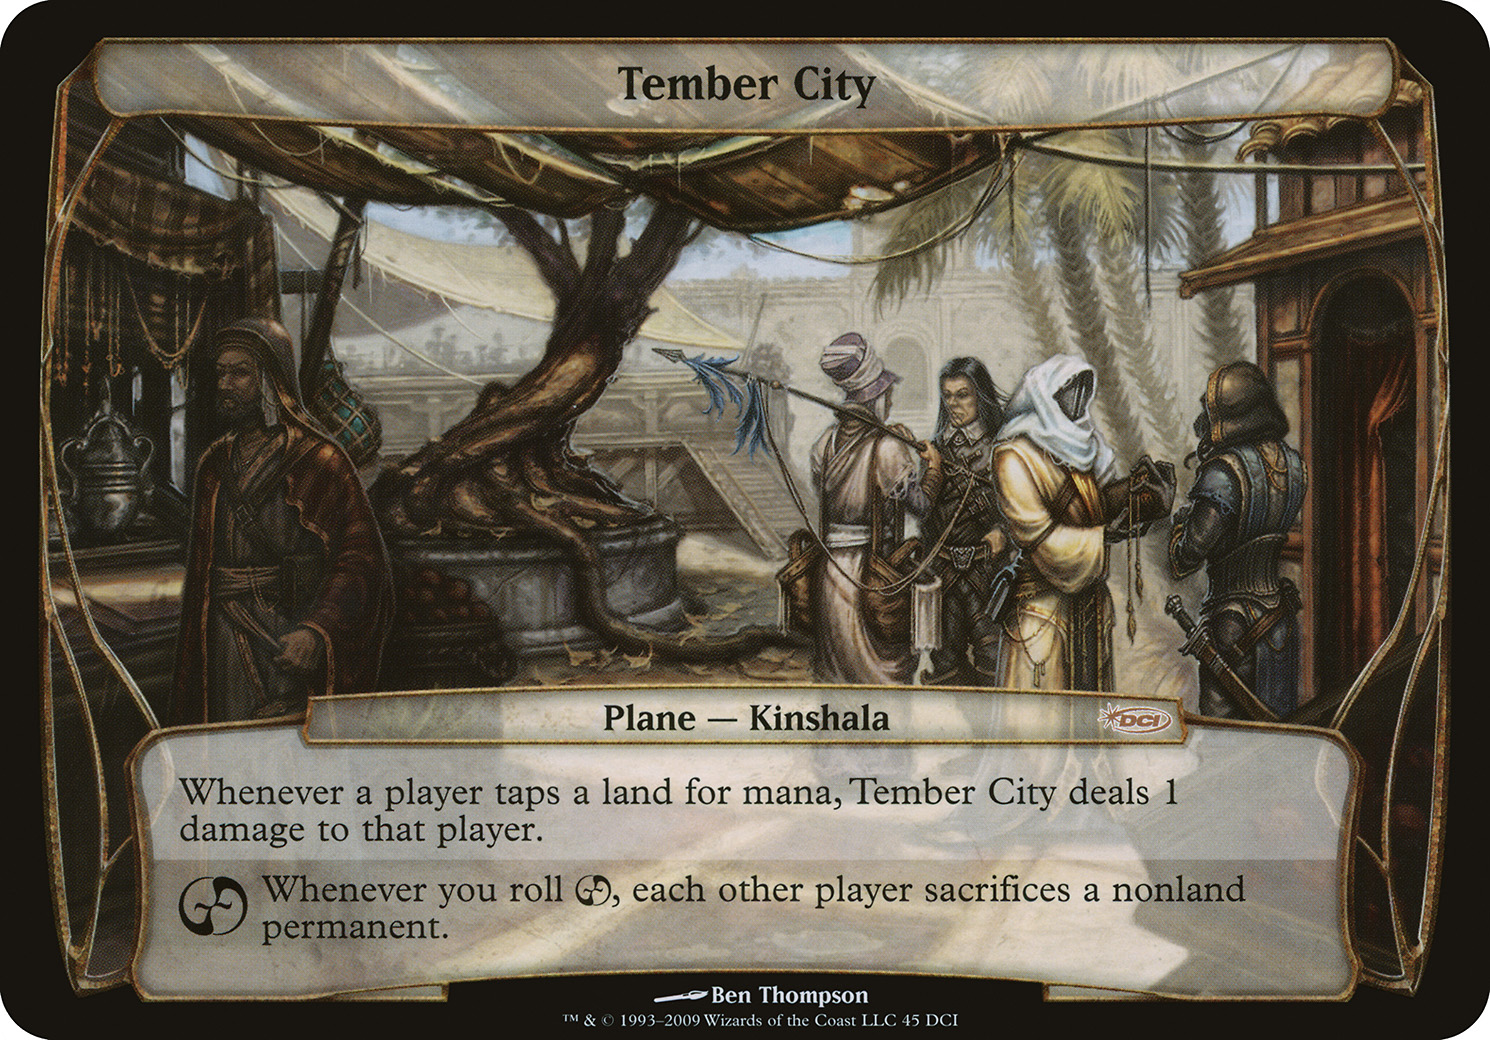 Tember City
Plane — Kinshala
DCI
Whenever a player taps a land for mana, Tember City deals 1
damage to that player.
Whenever you roll , each other player sacrifices a nonland
permanent.
Ben Thompson
™ & © 1993–2009 Wizards of the Coast LLC 45 DCI